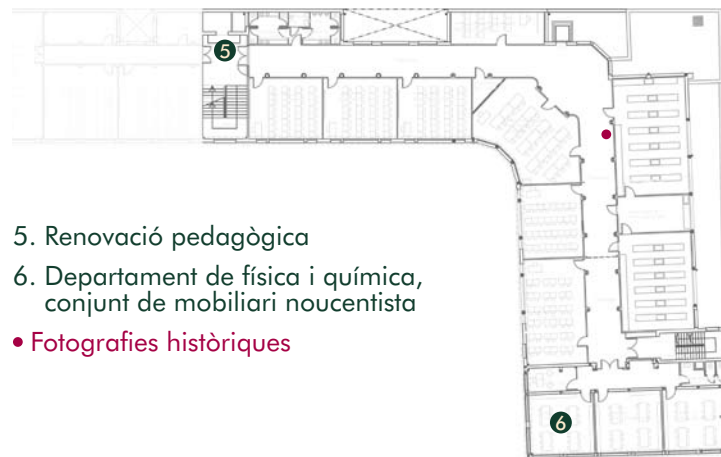 5
6
5. Renovació pedagògica
6. Departament de física i química,
conjunt de mobiliari noucentista
• Fotografies històriques